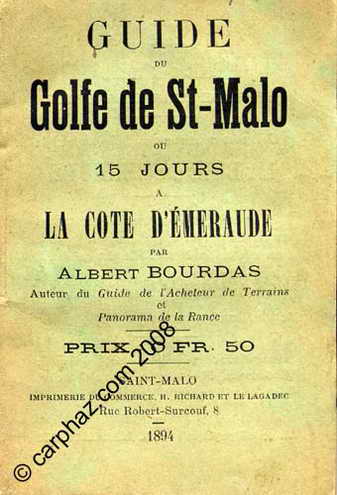 GUIDE
DU
Golfe de St-Malo
OU
15 JOURS
A
LA COTE D'ÉMERAUDE
PAR
ALBERT BOURDAS
Auteur du Guide de l'Acheteur de Terrains
et
Panorama de la Rance
PRIX FR. 50
SAINT-MALO
IMPRIMERIE DU COMMERCE, H. RICHARD ET LE LAGADEC
Rue Robert-Surcouf, 8
1894
© carphaz.com 2008